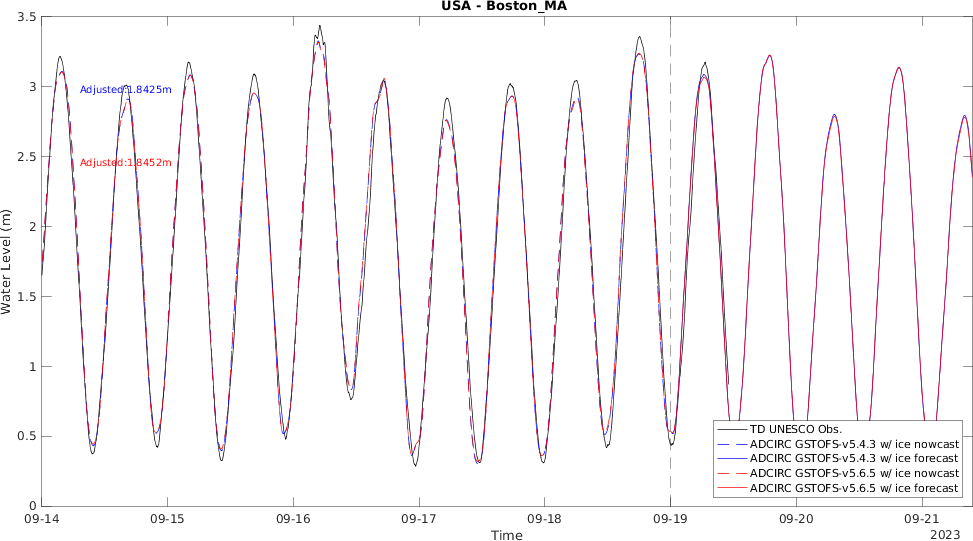 USA - Boston_MA
3.5
3
2.5
2
1.5
1
0.5
0
Water Level (m)
Adjusted:1.8425m
Adjusted:1.8452m
TD UNESCO Obs.
ADCIRC GSTOFS-v5.4.3 w/ ice nowcast
ADCIRC GSTOFS-v5.4.3 w/ ice forecast
ADCIRC GSTOFS-v5.6.5 w/ ice nowcast
ADCIRC GSTOFS-v5.6.5 w/ ice forecast
09-14 09-15 09-16 09-17 09-18 09-19 09-20 09-21
Time
2023